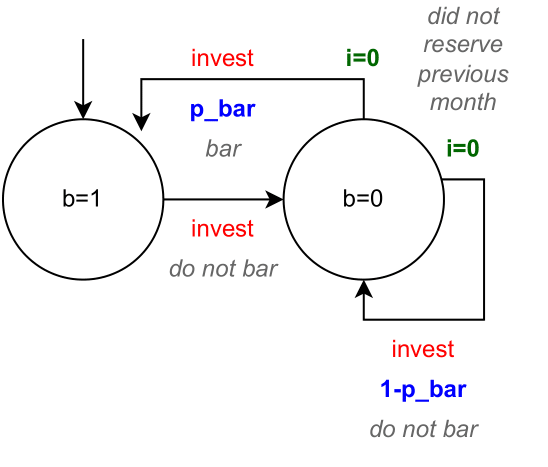 did not
reserve
previous
month
invest
i=0
p_bar
bar
i=0
b=1
b=0
invest
do not bar
invest
1-p_bar
do not bar